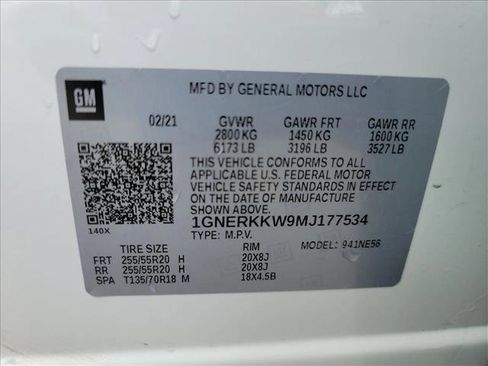 GM
MFD BY GENERAL MOTORS LLC
02/21 GVWR GAWR FRT GAWR RR
2800 KG 1450 KG 1600 KG
6173 LB 3196 LB 3527 LB
THIS VEHICLE CONFORMS TO ALL
APPLICABLE U.S. FEDERAL MOTOR
VEHICLE SAFETY STANDARDS IN EFFECT
ON THE DATE OF MANUFACTURE
SHOWN ABOVE.
1GNERKKW9MJ177534
140X TYPE: M.P.V. MODEL: 941NE56
TIRE SIZE RIM
FRT 255/55R20 H 20X8J
RR 255/55R20 H 20X8J
SPA T135/70R18 M 18X4.5B